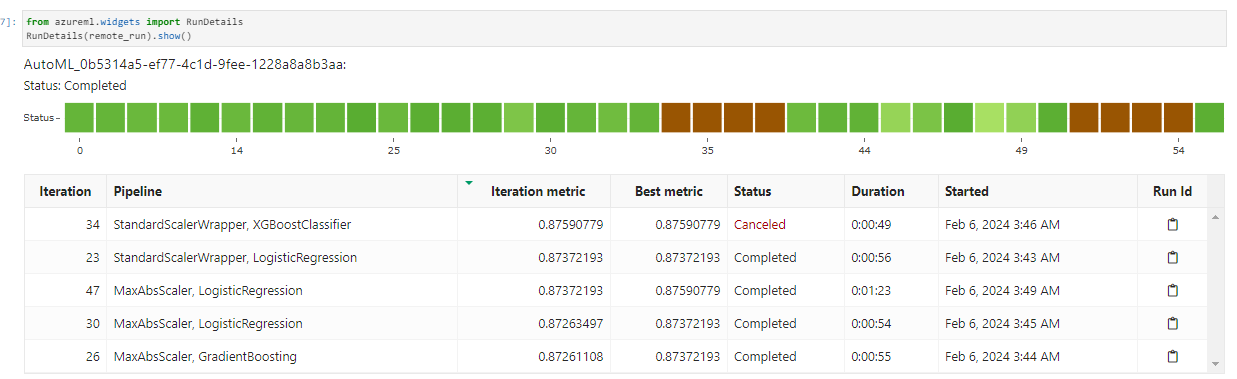 7]: from azureml.widgets import RunDetails
RunDetails(remote_run).show()
AutoML_0b5314a5-ef77-4c1d-9fee-1228a8a8b3aa:
Status: Completed
Status
0 14 25 30 35 44 49 54
Iteration Pipeline Iteration metric Best metric Status Duration Started Run Id
34 StandardScalerWrapper, XGBoostClassifier 0.87590779 0.87590779 Canceled 0:00:49 Feb 6, 2024 3:46 AM
23 StandardScalerWrapper, LogisticRegression 0.87372193 0.87372193 Completed 0:00:56 Feb 6, 2024 3:43 AM
47 MaxAbsScaler, LogisticRegression 0.87372193 0.87590779 Completed 0:01:23 Feb 6, 2024 3:49 AM
30 MaxAbsScaler, LogisticRegression 0.87263497 0.87372193 Completed 0:00:54 Feb 6, 2024 3:45 AM
26 MaxAbsScaler, GradientBoosting 0.87261108 0.87372193 Completed 0:00:55 Feb 6, 2024 3:44 AM